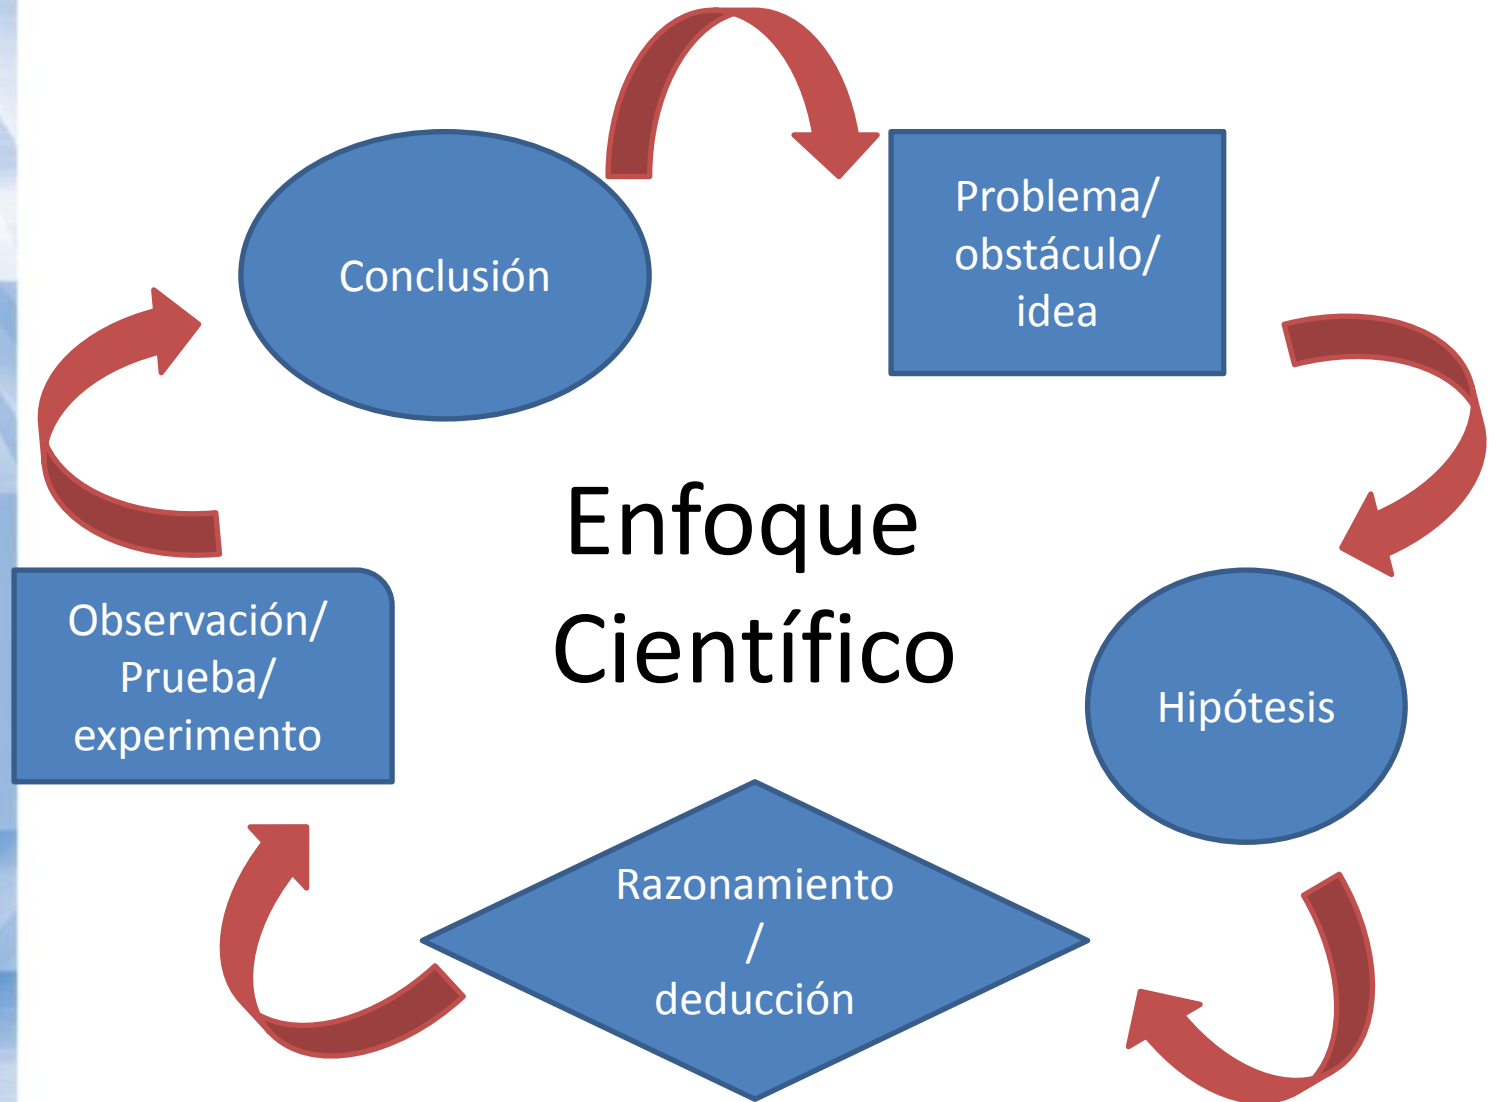 Conclusión
Problema/
obstáculo/
idea
Enfoque
Científico
Observación/
Prueba/
experimento
Hipótesis
Razonamiento
/
deducción